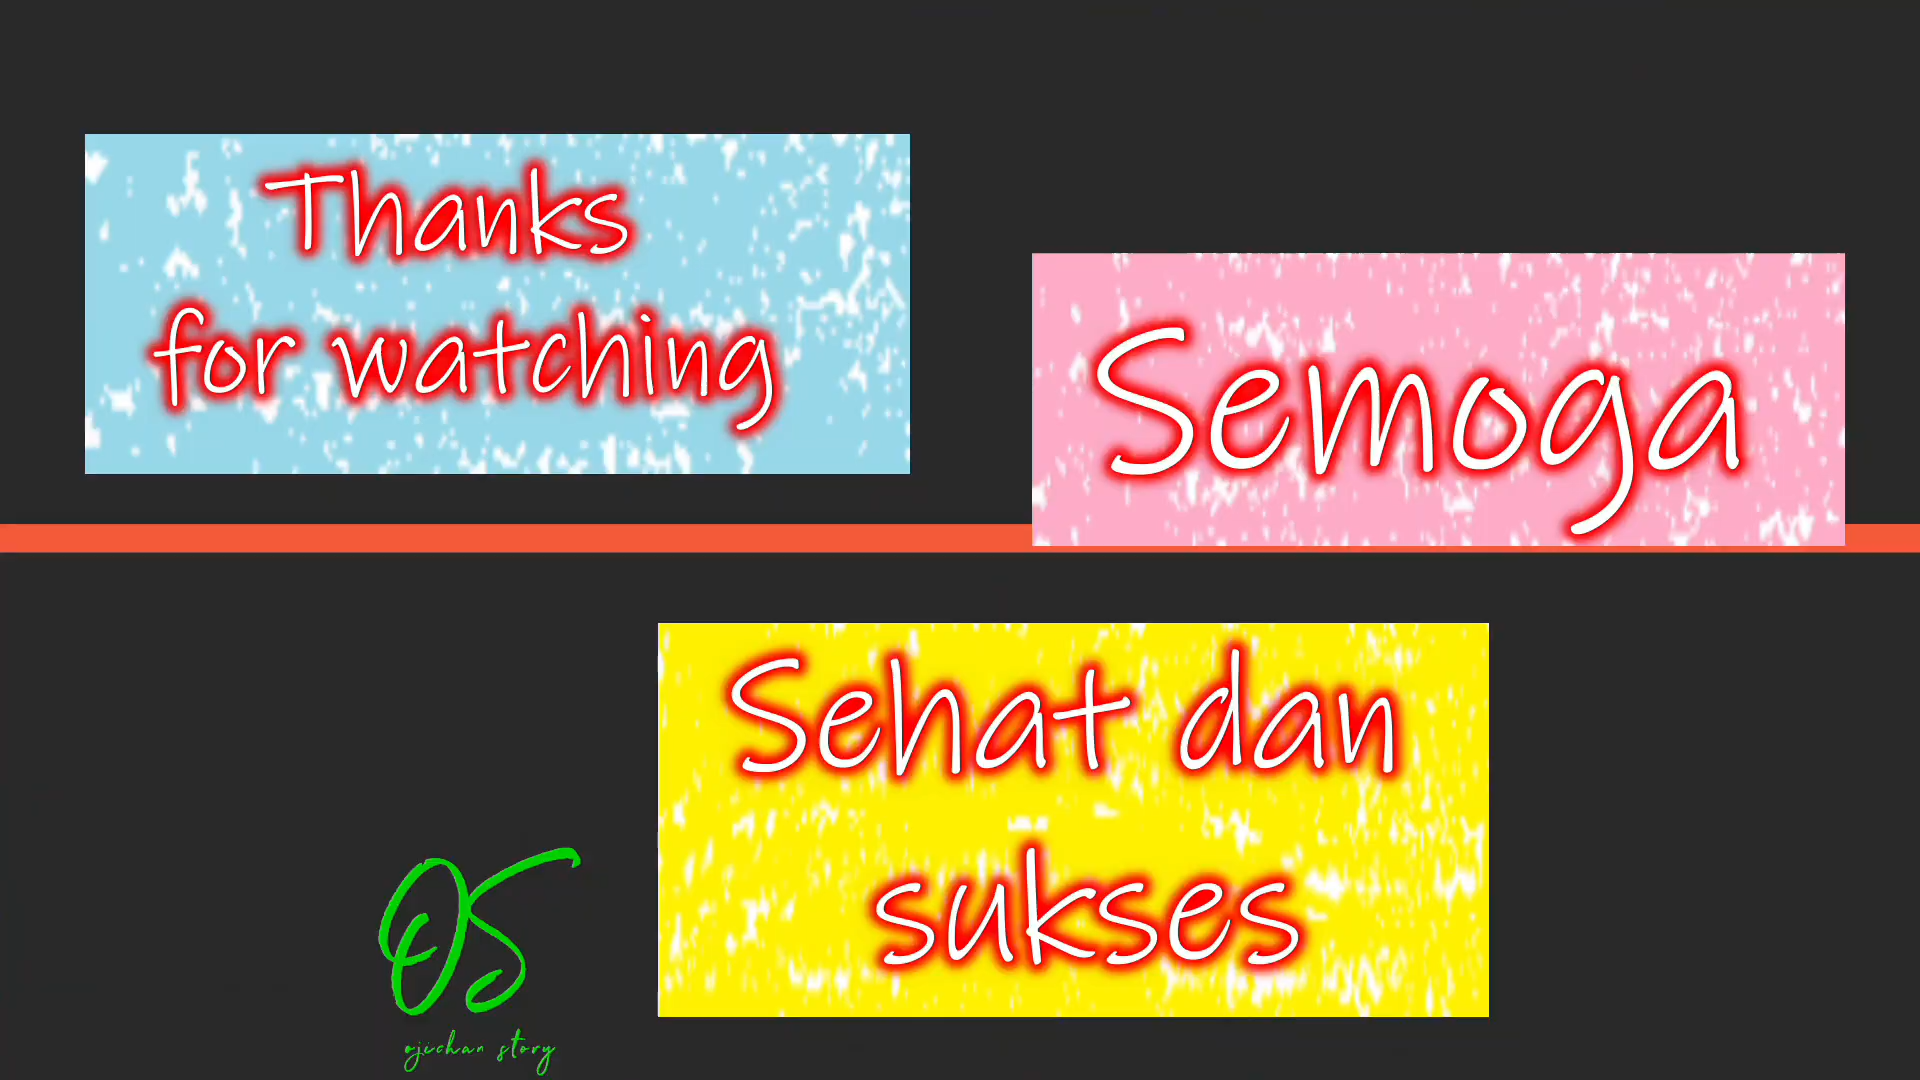 Thanks
for watching
Semoga
Sehat dan
sukses
OS
ojichan story